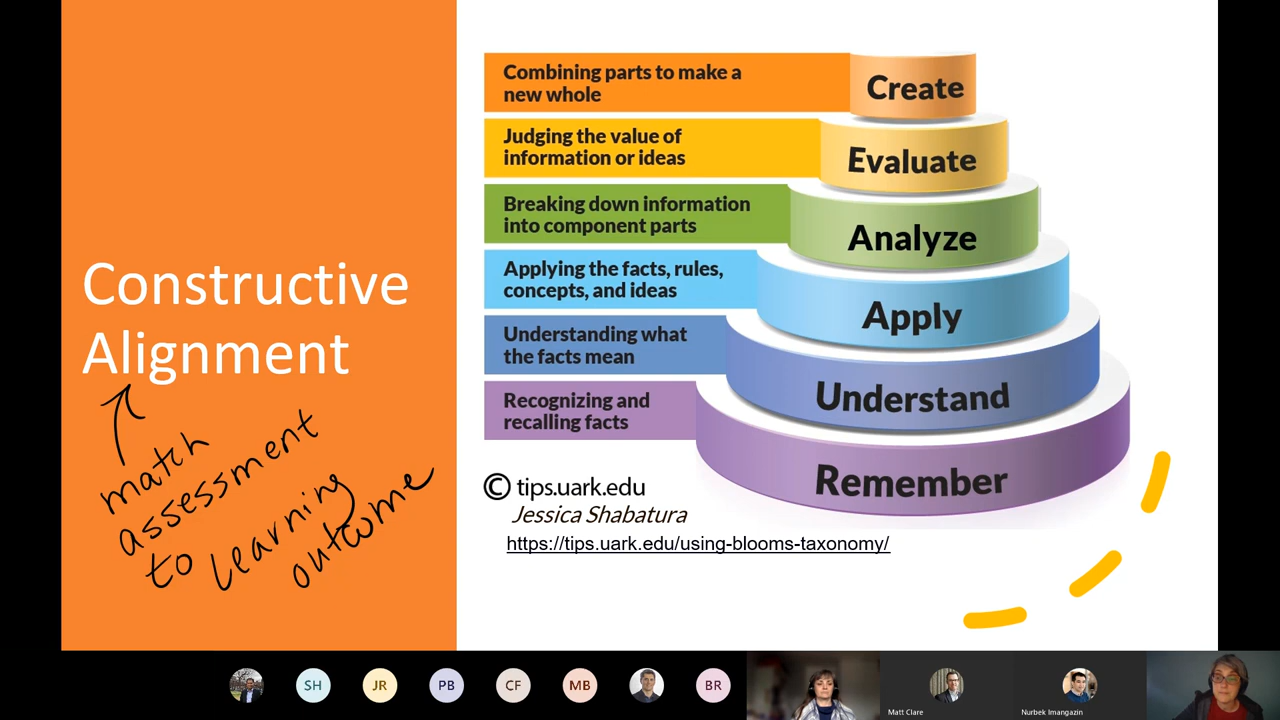 Constructive
Alignment
match
assessment
to Learning
outcome
Combining parts to make a
new whole
Create
Judging the value of
information or ideas
Evaluate
Breaking down information
into component parts
Analyze
Applying the facts, rules,
concepts, and ideas
Apply
Understanding what
the facts mean
Understand
Recognizing and
recalling facts
Remember
© tips.uark.edu
Jessica Shabatura
https://tips.uark.edu/using-blooms-taxonomy/
SH
JR
PB
CF
MB
BR
Matt Clare
Nurbek Imangazin